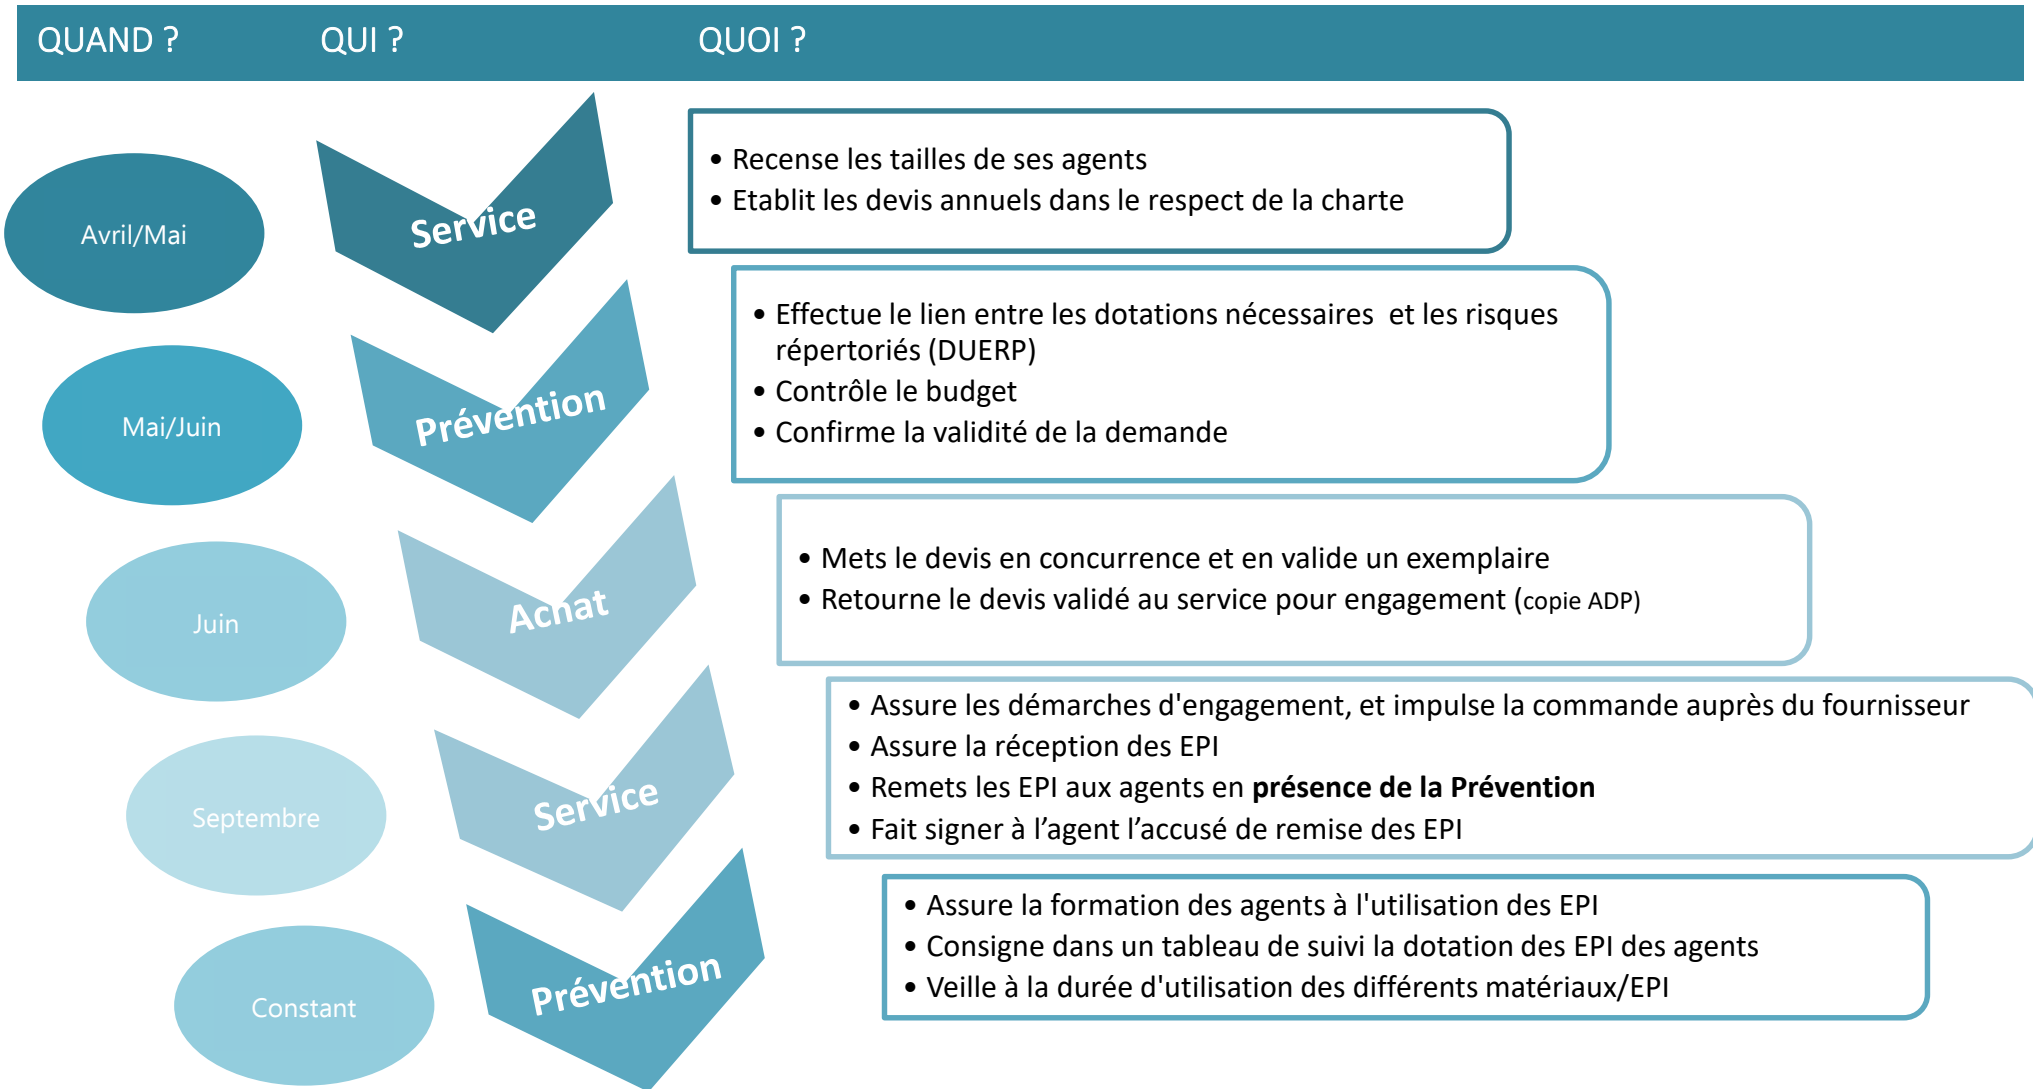 QUAND ? QUI ? QUOI ?
Avril/Mai
Service
• Recense les tailles de ses agents
• Etablit les devis annuels dans le respect de la charte
Mai/Juin
Prévention
• Effectue le lien entre les dotations nécessaires et les risques
répertoriés (DUERP)
• Contrôle le budget
• Confirme la validité de la demande
Juin
Achat
• Mets le devis en concurrence et en valide un exemplaire
• Retourne le devis validé au service pour engagement (copie ADP)
Septembre
Service
• Assure les démarches d'engagement, et impulse la commande auprès du fournisseur
• Assure la réception des EPI
• Remets les EPI aux agents en présence de la Prévention
• Fait signer à l’agent l’accusé de remise des EPI
Constant
Prévention
• Assure la formation des agents à l'utilisation des EPI
• Consigne dans un tableau de suivi la dotation des EPI des agents
• Veille à la durée d'utilisation des différents matériaux/EPI